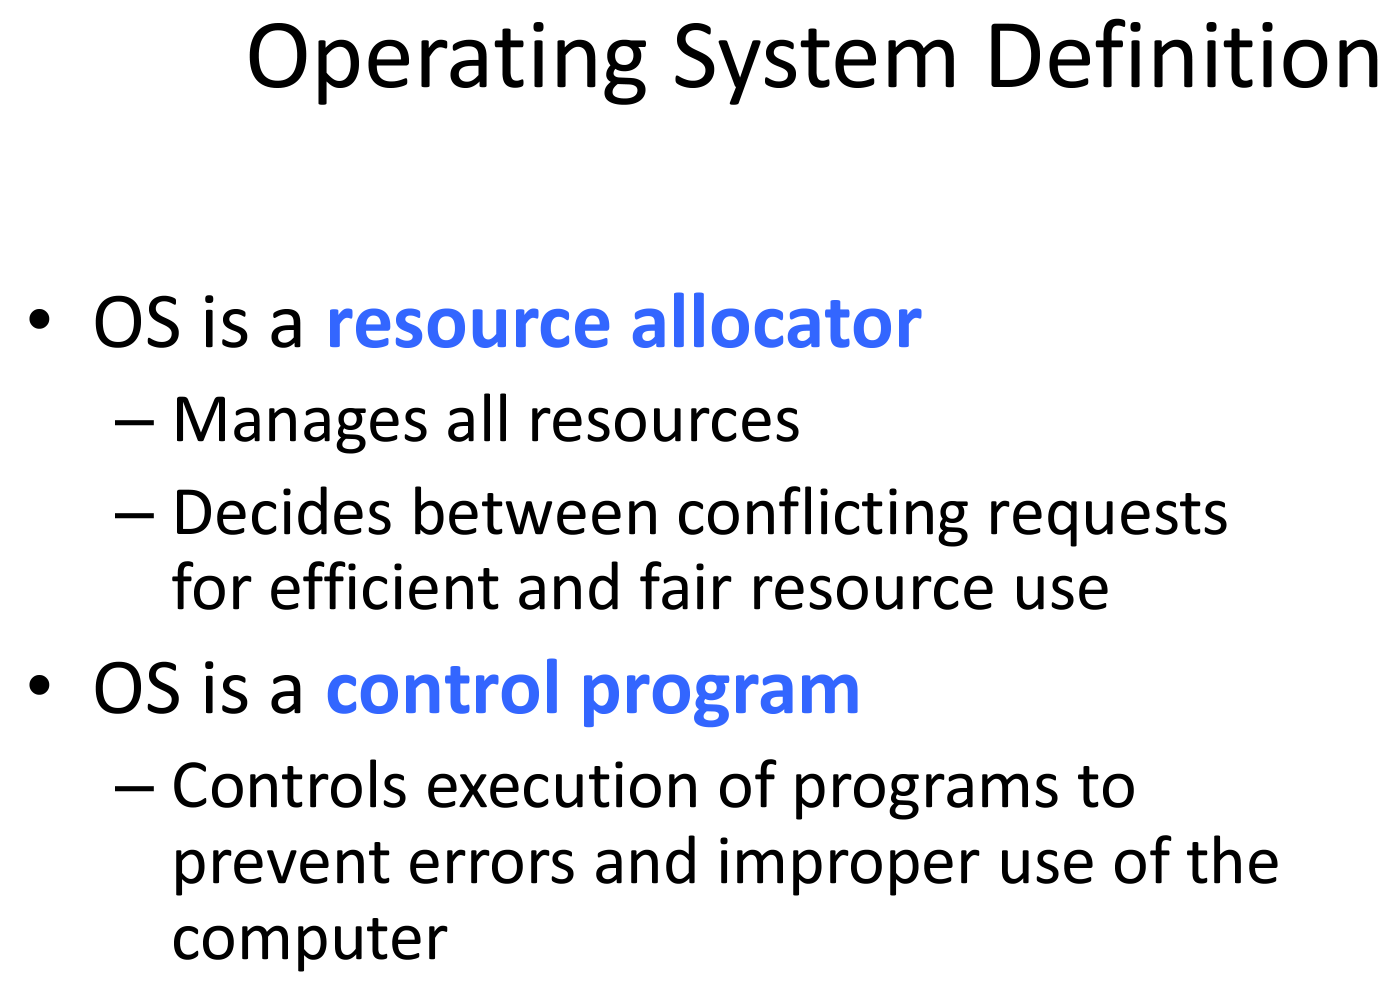 Operating System Definition
• OS is a resource allocator
– Manages all resources
– Decides between conflicting requests
for efficient and fair resource use
• OS is a control program
– Controls execution of programs to
prevent errors and improper use of the
computer